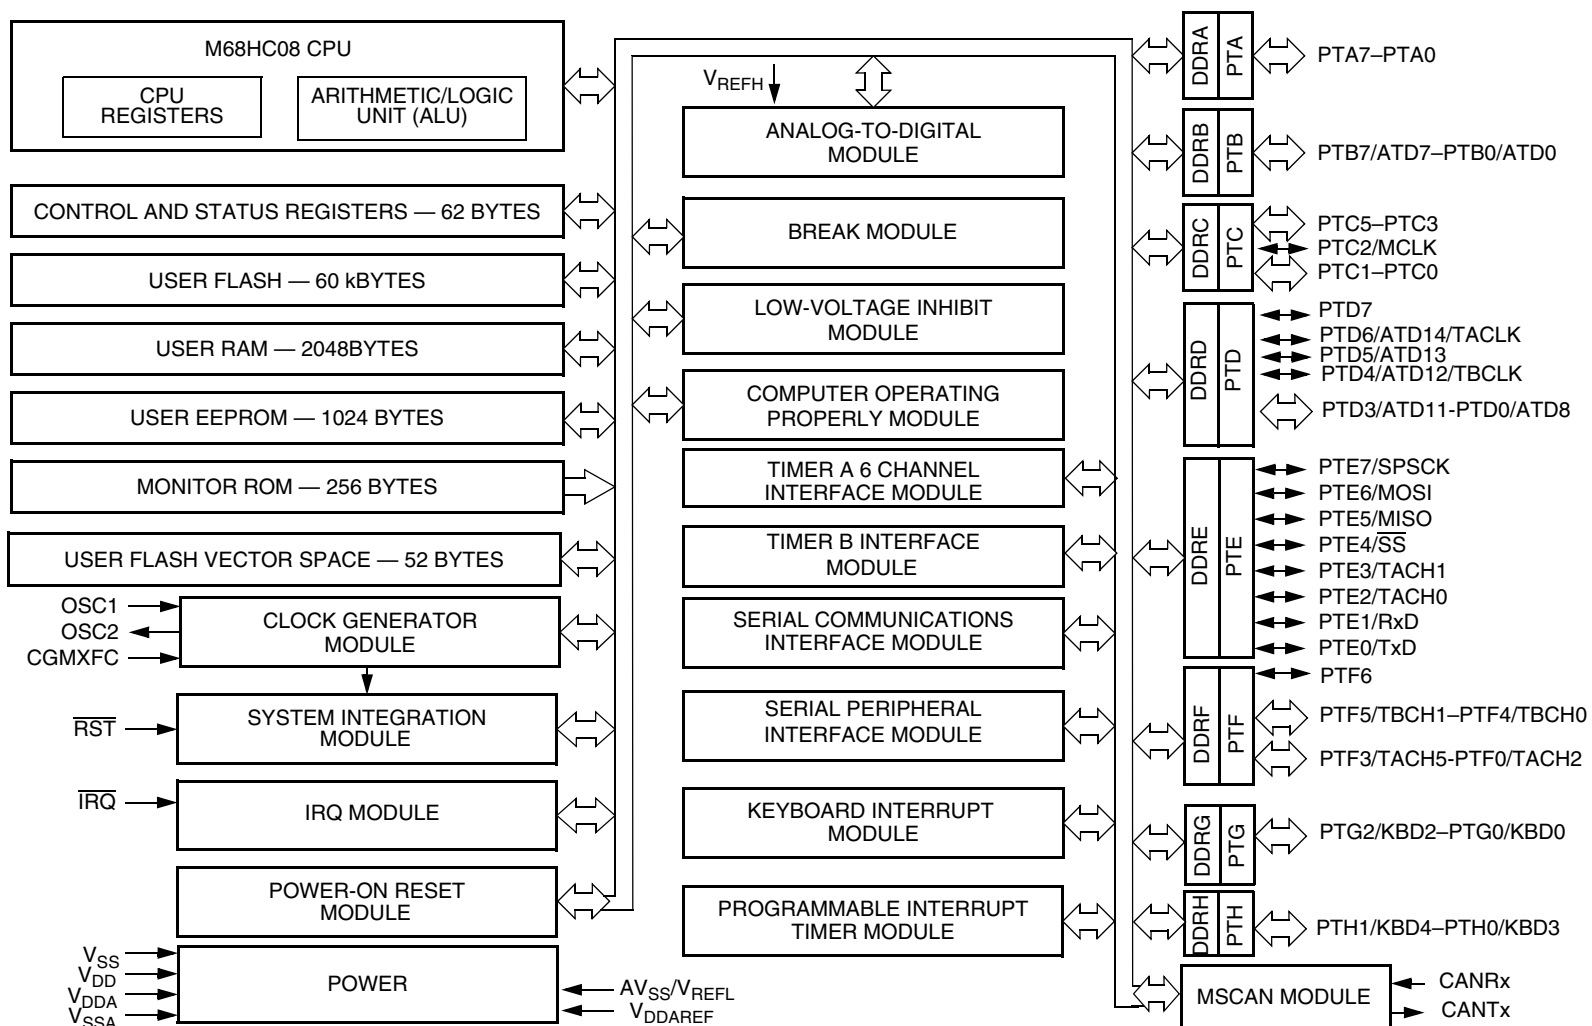 M68HC08 CPU
CPU
REGISTERS
ARITHMETIC/LOGIC
UNIT (ALU)
CONTROL AND STATUS REGISTERS — 62 BYTES
USER FLASH — 60 kBYTES
USER RAM — 2048BYTES
USER EEPROM — 1024 BYTES
MONITOR ROM — 256 BYTES
USER FLASH VECTOR SPACE — 52 BYTES
OSC1
OSC2
CGMXFC
CLOCK GENERATOR
MODULE
RST
SYSTEM INTEGRATION
MODULE
IRQ
IRQ MODULE
POWER-ON RESET
MODULE
VSS
VDD
VDDA
VSSA
POWER
AVSS/VREFL
VDDAREF
VREFH
ANALOG-TO-DIGITAL
MODULE
BREAK MODULE
LOW-VOLTAGE INHIBIT
MODULE
COMPUTER OPERATING
PROPERLY MODULE
TIMER A 6 CHANNEL
INTERFACE MODULE
TIMER B INTERFACE
MODULE
SERIAL COMMUNICATIONS
INTERFACE MODULE
SERIAL PERIPHERAL
INTERFACE MODULE
KEYBOARD INTERRUPT
MODULE
PROGRAMMABLE INTERRUPT
TIMER MODULE
DDRA
PTA
PTA7–PTA0
DDRB
PTB
PTB7/ATD7–PTB0/ATD0
DDRC
PTC
PTC5–PTC3
PTC2/MCLK
PTC1–PTC0
DDRD
PTD
PTD7
PTD6/ATD14/TACLK
PTD5/ATD13
PTD4/ATD12/TBCLK
PTD3/ATD11-PTD0/ATD8
DDRE
PTE
PTE7/SPSCK
PTE6/MOSI
PTE5/MISO
PTE4/SS
PTE3/TACH1
PTE2/TACH0
PTE1/RxD
PTE0/TxD
DDRF
PTF
PTF6
PTF5/TBCH1–PTF4/TBCH0
PTF3/TACH5-PTF0/TACH2
DDRG
PTG
PTG2/KBD2–PTG0/KBD0
DDRH
PTH
PTH1/KBD4–PTH0/KBD3
MSCAN MODULE
CANRx
CANTx